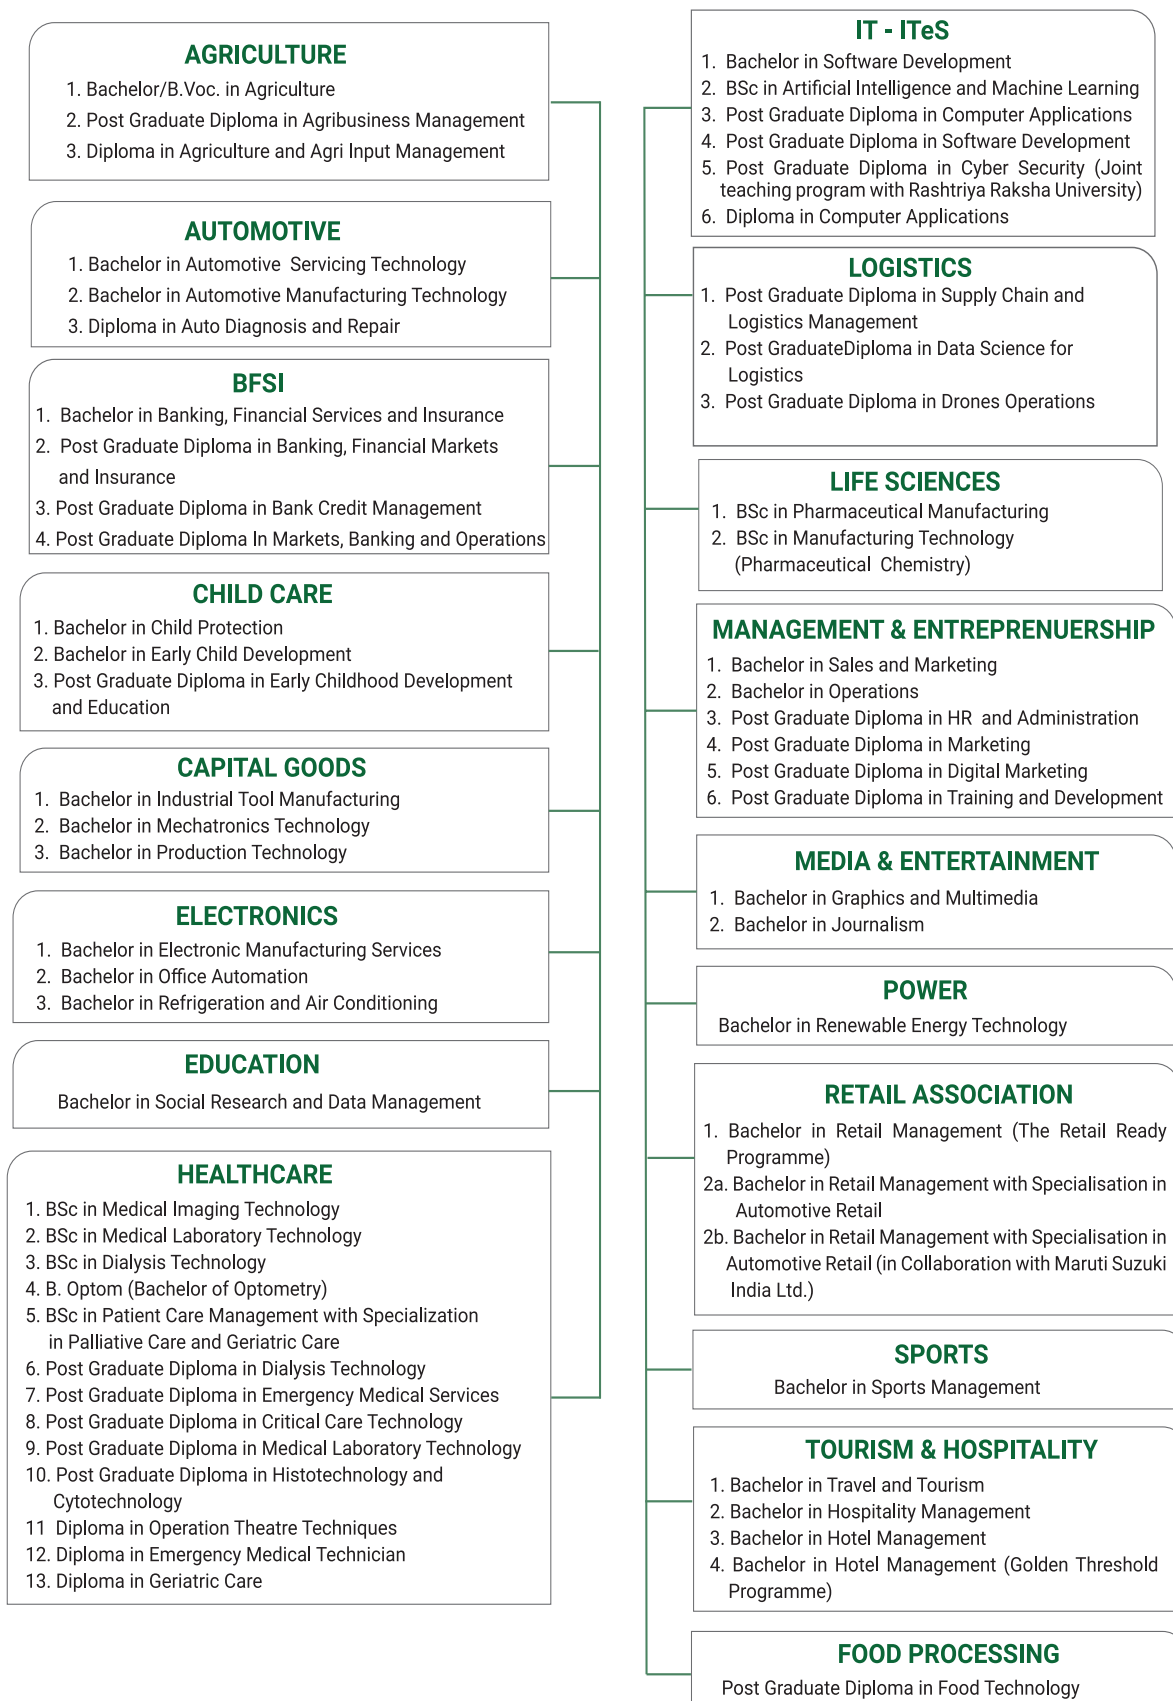 AGRICULTURE
1. Bachelor/B.Voc. in Agriculture
2. Post Graduate Diploma in Agribusiness Management
3. Diploma in Agriculture and Agri Input Management
AUTOMOTIVE
1. Bachelor in Automotive Servicing Technology
2. Bachelor in Automotive Manufacturing Technology
3. Diploma in Auto Diagnosis and Repair
BFSI
1. Bachelor in Banking, Financial Services and Insurance
2. Post Graduate Diploma in Banking, Financial Markets
and Insurance
3. Post Graduate Diploma in Bank Credit Management
4. Post Graduate Diploma In Markets, Banking and Operations
CHILD CARE
1. Bachelor in Child Protection
2. Bachelor in Early Child Development
3. Post Graduate Diploma in Early Childhood Development
and Education
CAPITAL GOODS
1. Bachelor in Industrial Tool Manufacturing
2. Bachelor in Mechatronics Technology
3. Bachelor in Production Technology
ELECTRONICS
1. Bachelor in Electronic Manufacturing Services
2. Bachelor in Office Automation
3. Bachelor in Refrigeration and Air Conditioning
EDUCATION
Bachelor in Social Research and Data Management
HEALTHCARE
1. BSc in Medical Imaging Technology
2. BSc in Medical Laboratory Technology
3. BSc in Dialysis Technology
4. B. Optom (Bachelor of Optometry)
5. BSc in Patient Care Management with Specialization
in Palliative Care and Geriatric Care
6. Post Graduate Diploma in Dialysis Technology
7. Post Graduate Diploma in Emergency Medical Services
8. Post Graduate Diploma in Critical Care Technology
9. Post Graduate Diploma in Medical Laboratory Technology
10. Post Graduate Diploma in Histotechnology and
Cytotechnology
11 Diploma in Operation Theatre Techniques
12. Diploma in Emergency Medical Technician
13. Diploma in Geriatric Care
IT - ITeS
1. Bachelor in Software Development
2. BSc in Artificial Intelligence and Machine Learning
3. Post Graduate Diploma in Computer Applications
4. Post Graduate Diploma in Software Development
5. Post Graduate Diploma in Cyber Security (Joint
teaching program with Rashtriya Raksha University)
6. Diploma in Computer Applications
LOGISTICS
1. Post Graduate Diploma in Supply Chain and
Logistics Management
2. Post GraduateDiploma in Data Science for
Logistics
3. Post Graduate Diploma in Drones Operations
LIFE SCIENCES
1. BSc in Pharmaceutical Manufacturing
2. BSc in Manufacturing Technology
(Pharmaceutical Chemistry)
MANAGEMENT & ENTREPRENUERSHIP
1. Bachelor in Sales and Marketing
2. Bachelor in Operations
3. Post Graduate Diploma in HR and Administration
4. Post Graduate Diploma in Marketing
5. Post Graduate Diploma in Digital Marketing
6. Post Graduate Diploma in Training and Development
MEDIA & ENTERTAINMENT
1. Bachelor in Graphics and Multimedia
2. Bachelor in Journalism
POWER
Bachelor in Renewable Energy Technology
RETAIL ASSOCIATION
1. Bachelor in Retail Management (The Retail Ready
Programme)
2a. Bachelor in Retail Management with Specialisation in
Automotive Retail
2b. Bachelor in Retail Management with Specialisation in
Automotive Retail (in Collaboration with Maruti Suzuki
India Ltd.)
SPORTS
Bachelor in Sports Management
TOURISM & HOSPITALITY
1. Bachelor in Travel and Tourism
2. Bachelor in Hospitality Management
3. Bachelor in Hotel Management
4. Bachelor in Hotel Management (Golden Threshold
Programme)
FOOD PROCESSING
Post Graduate Diploma in Food Technology